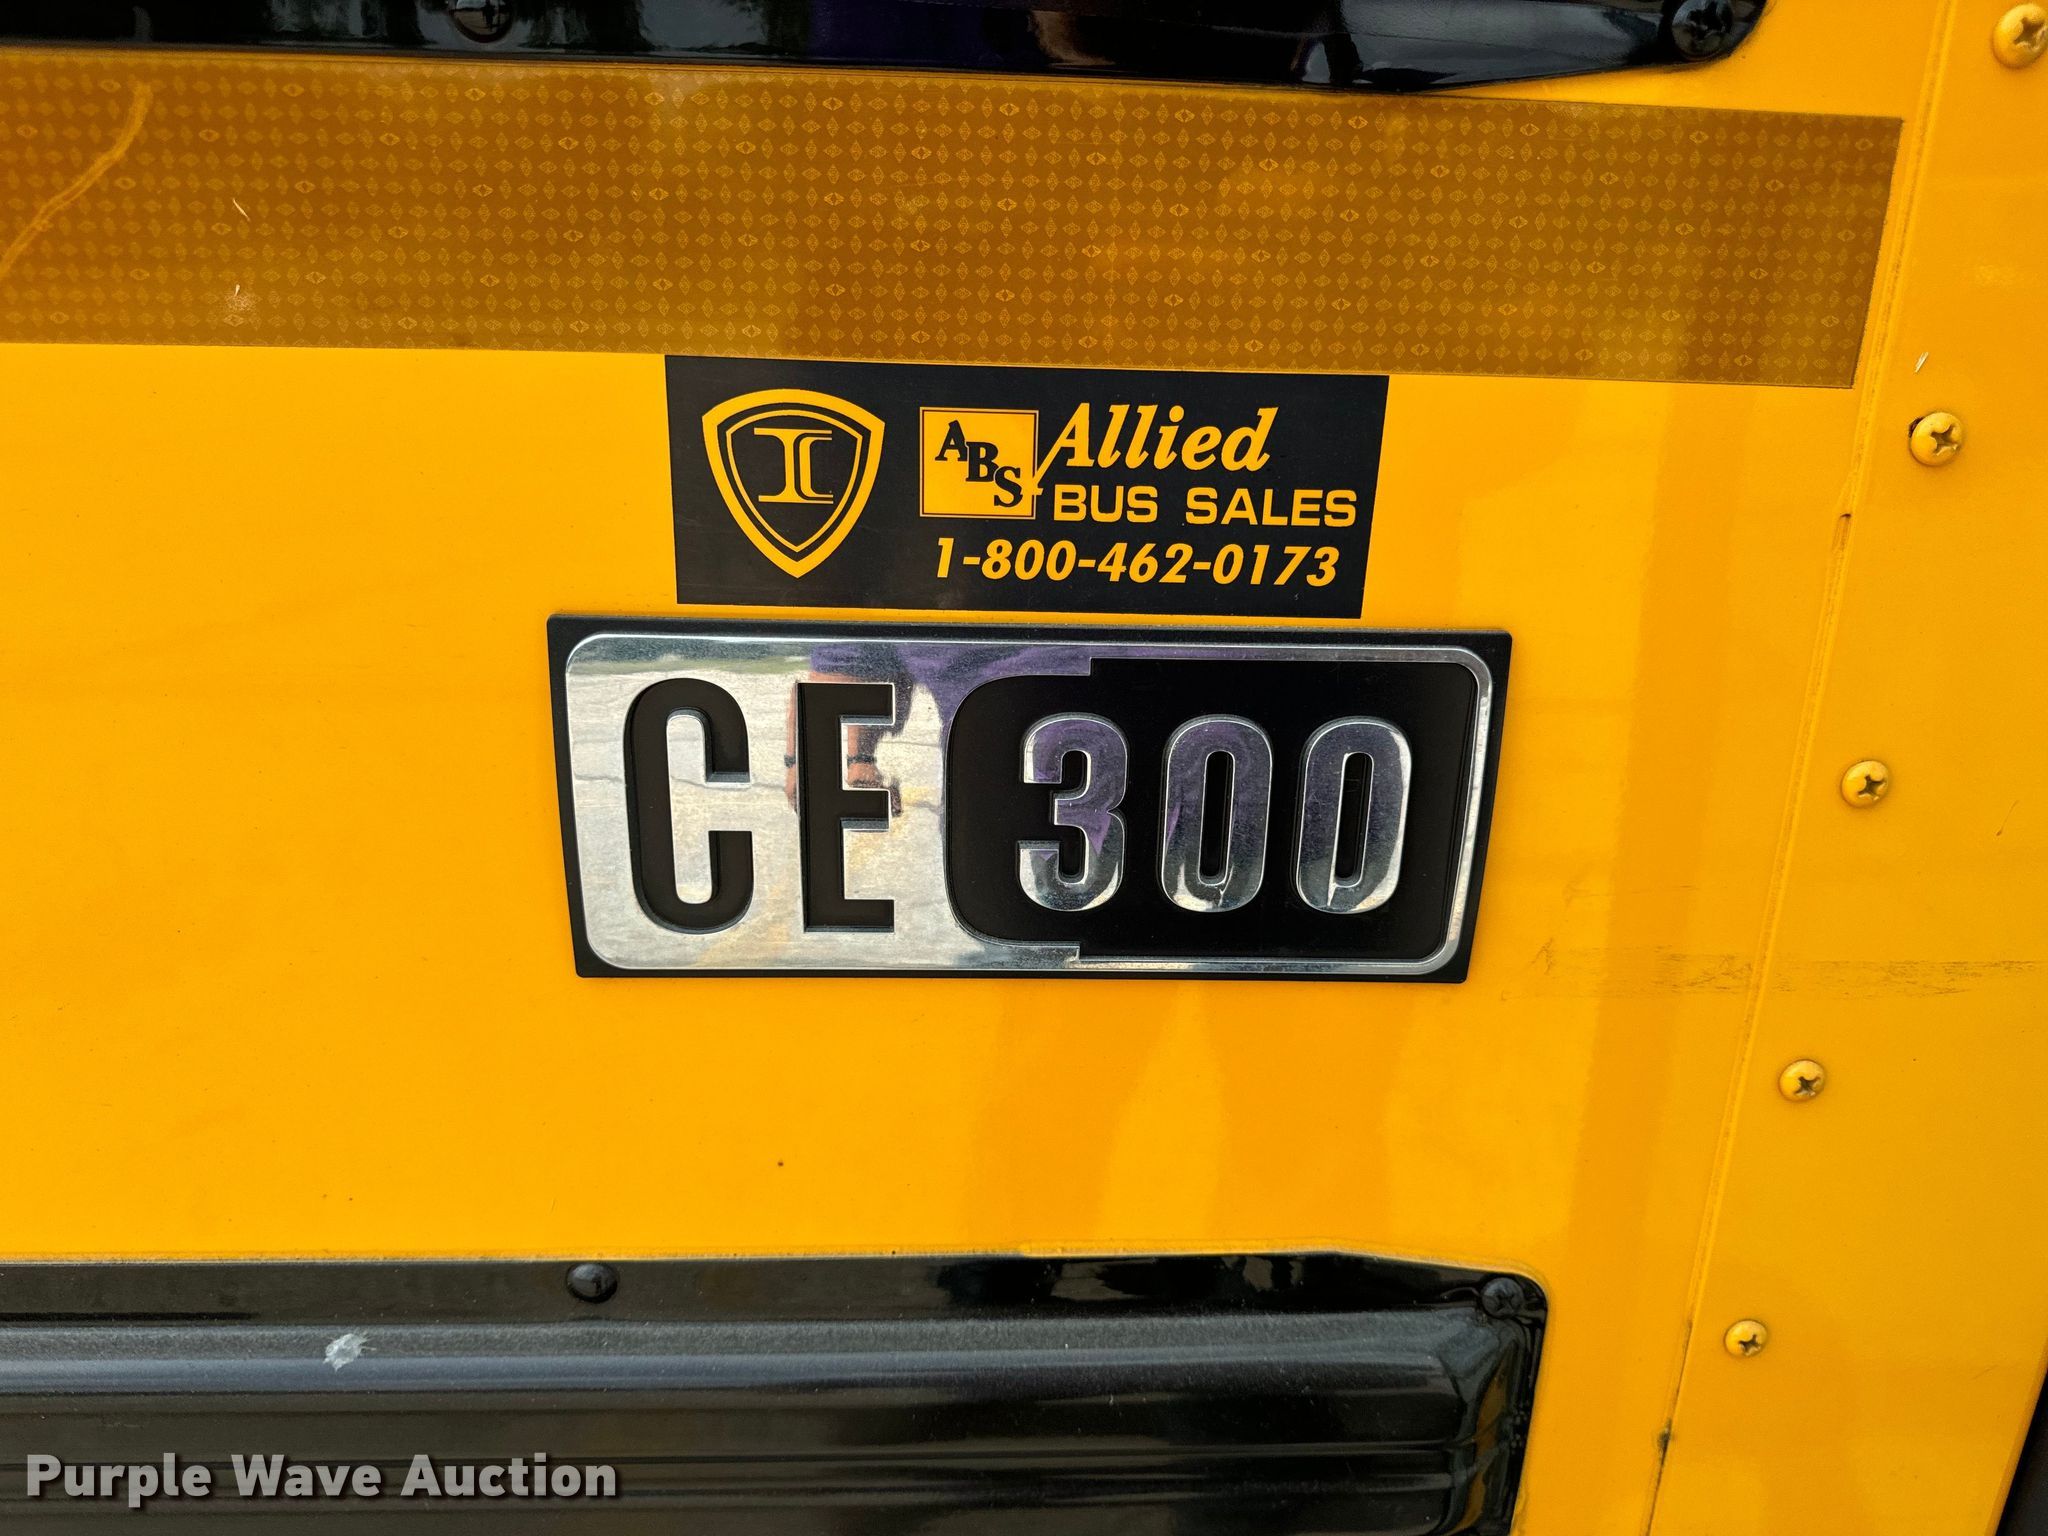 I
ABS Allied
BUS SALES
1-800-462-0173
CE 300
Purple Wave Auction